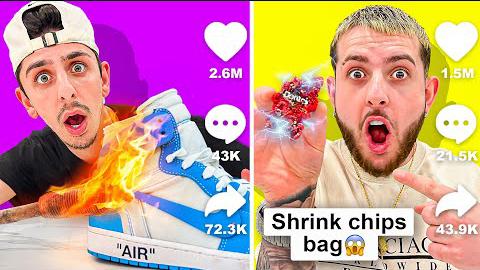 2.6M
43K
72.3K
"AIR"
1.5M
21.5K
43.9K
Shrink chips
bag😱